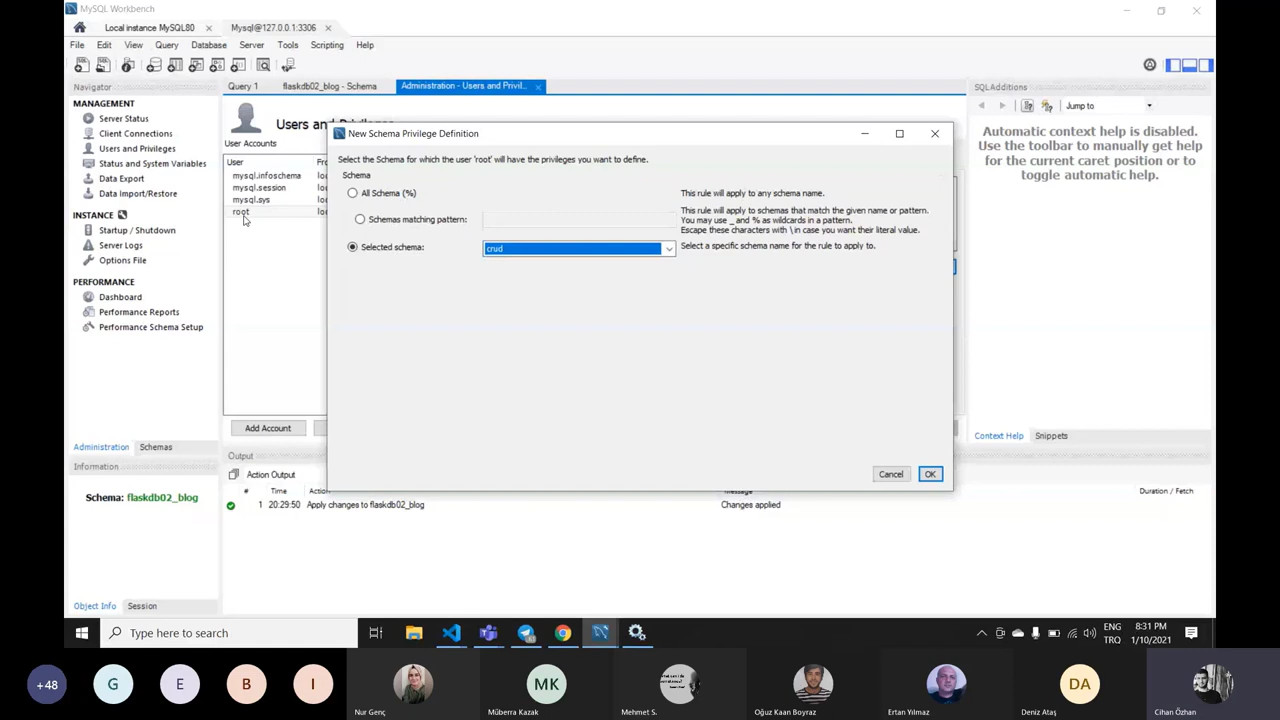 MySQL Workbench
Local instance MySQL80
Mysql@127.0.0.1:3306
File Edit View Query Database Server Tools Scripting Help
Navigator
MANAGEMENT
Server Status
Client Connections
Users and Privileges
Status and System Variables
Data Export
Data Import/Restore
INSTANCE
Startup / Shutdown
Server Logs
Options File
PERFORMANCE
Dashboard
Performance Reports
Performance Schema Setup
Administration Schemas
Information
Schema: flaskdb02_blog
Object Info Session
Query 1 flaskdb02_blog - Schema Administration - Users and Privil...
Users and
User Accounts
User
mysql.infoschema
mysql.session
mysql.sys
root
Add Account
New Schema Privilege Definition
Select the Schema for which the user 'root' will have the privileges you want to define.
Schema
All Schema (%) This rule will apply to any schema name.
Schemas matching pattern: This rule will apply to schemas that match the given name or pattern.
You may use _ and % as wildcards in a pattern.
Escape these characters with \ in case you want their literal value.
Selected schema: crud Select a specific schema name for the rule to apply to.
Cancel OK
Output
Action Output
# Time Action Message Duration / Fetch
1 20:29:50 Apply changes to flaskdb02_blog Changes applied
SQLAdditions
Jump to
Automatic context help is disabled.
Use the toolbar to manually get help
for the current caret position or to
toggle automatic help.
Context Help Snippets
Type here to search
ENG
TRQ
8:31 PM
1/10/2021
+48 G E B I MK DA
Nur Genç Müberra Kazak Mehmet S. Oğuz Kaan Boyraz Ertan Yılmaz Deniz Ataş Cihan Özhan